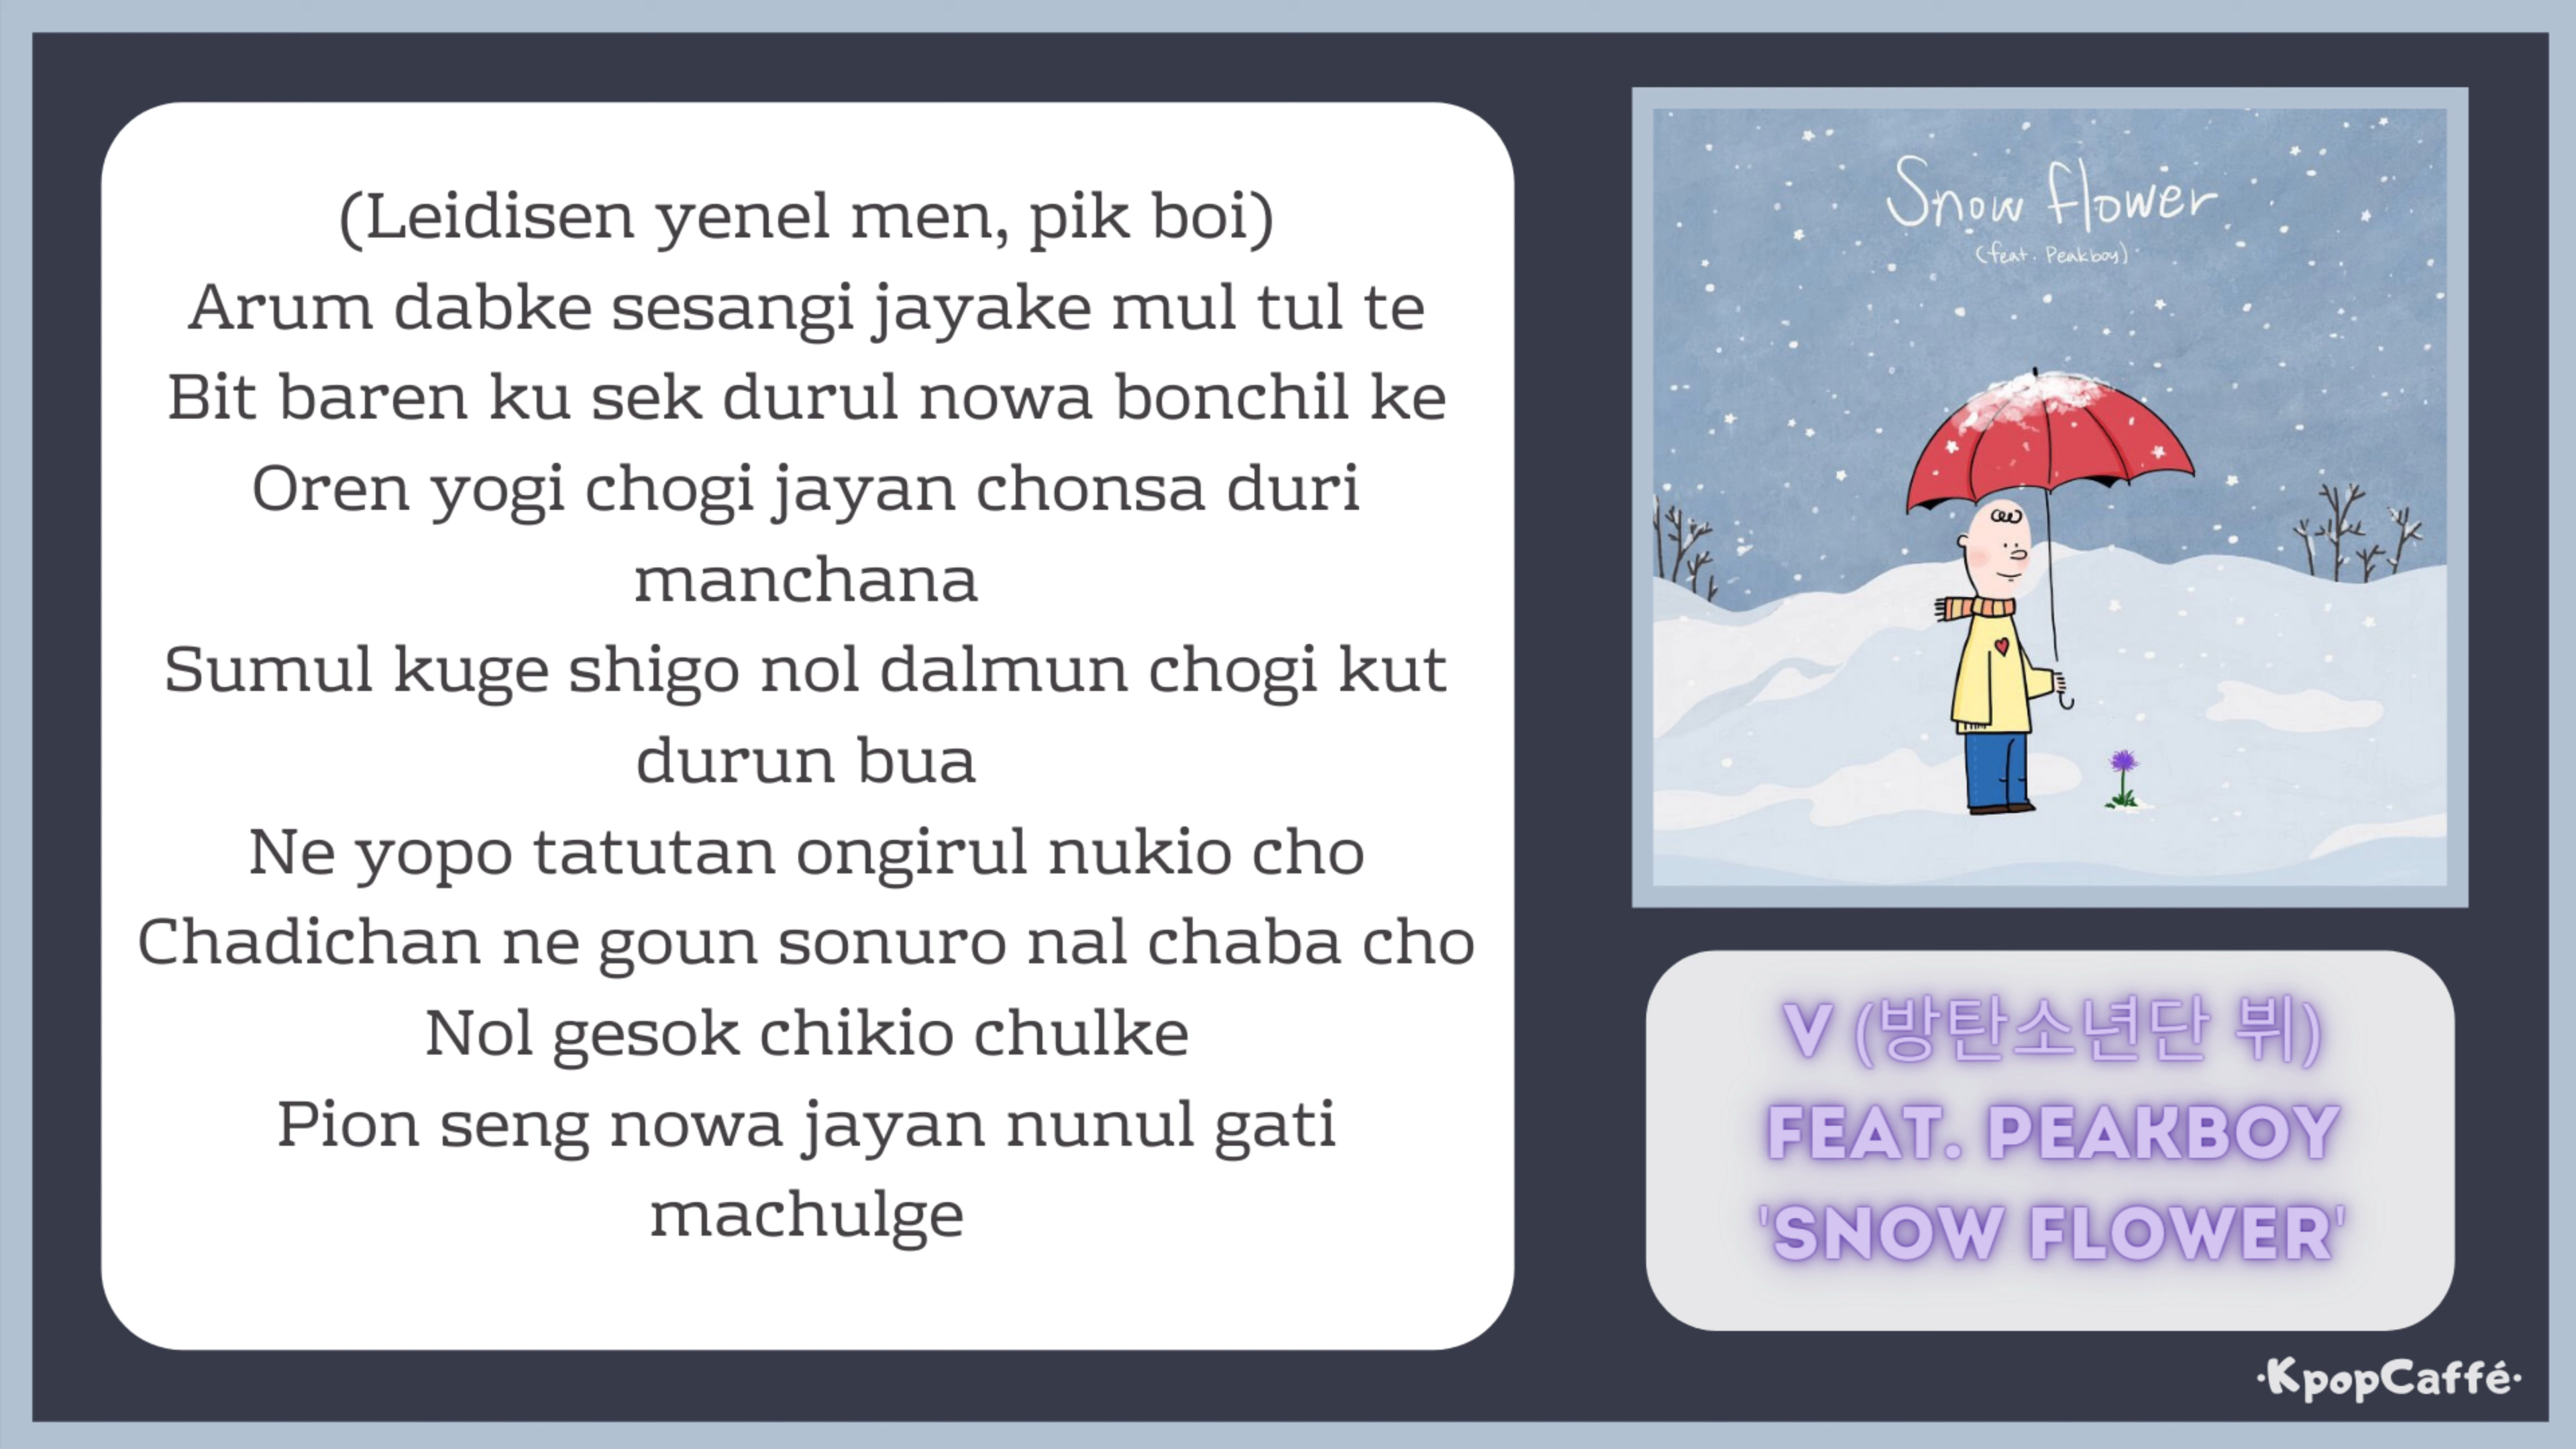 (Leidisen yenel men, pik boi)
Arum dabke sesangi jayake mul tul te
Bit baren ku sek durul nowa bonchil ke
Oren yogi chogi jayan chonsa duri
manchana
Sumul kuge shigo nol dalmun chogi kut
durun bua
Ne yopo tatutan ongirul nukio cho
Chadichan ne goun sonuro nal chaba cho
Nol gesok chikio chulke
Pion seng nowa jayan nunul gati
machulge
Snow flower
(feat. Peakboy)
V (방탄소년단 뷔)
FEAT. PEAKBOY
'SNOW FLOWER'
·KpopCaffé·